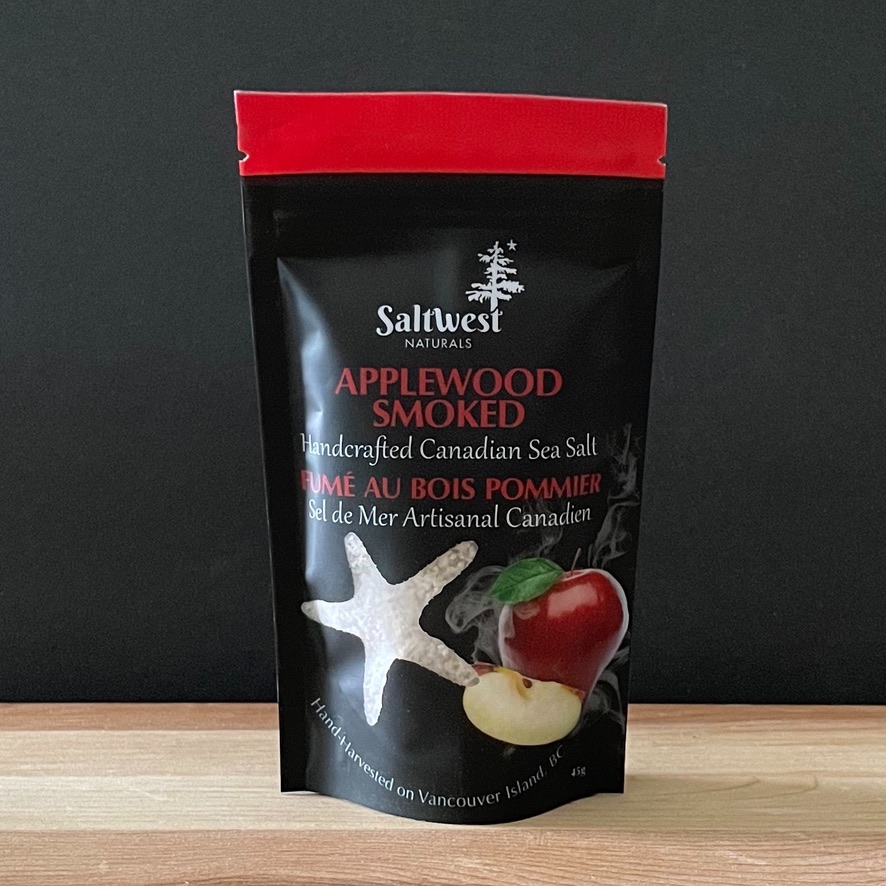 SaltWest
NATURALS
APPLEWOOD
SMOKED
Handcrafted Canadian Sea Salt
FUMÉ AU BOIS POMMIER
Sel de Mer Artisanal Canadien
Hand-Harvested on Vancouver Island, BC
45g